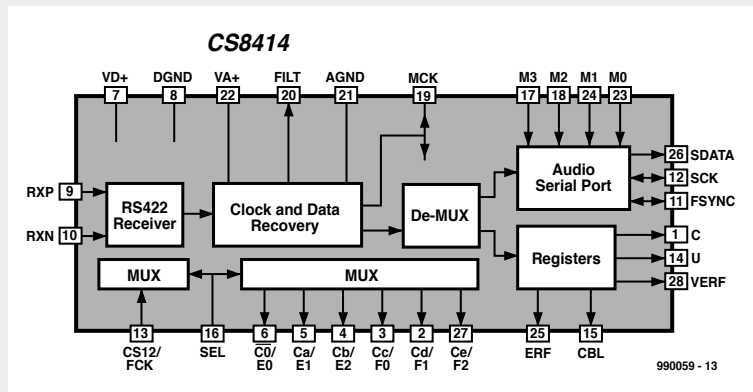 CS8414
VD+ DGND VA+ FILT AGND MCK M3 M2 M1 M0
7 8 22 20 21 19 17 18 24 23
RXP 9
RXN 10
RS422
Receiver
Clock and Data
Recovery
De-MUX
Audio
Serial Port
Registers
26 SDATA
12 SCK
11 FSYNC
1 C
14 U
28 VERF
MUX
MUX
13 16 6 5 4 3 2 27 25 15
CS12/
FCK
SEL
C0/
E0
Ca/
E1
Cb/
E2
Cc/
F0
Cd/
F1
Ce/
F2
ERF
CBL
990059 - 13